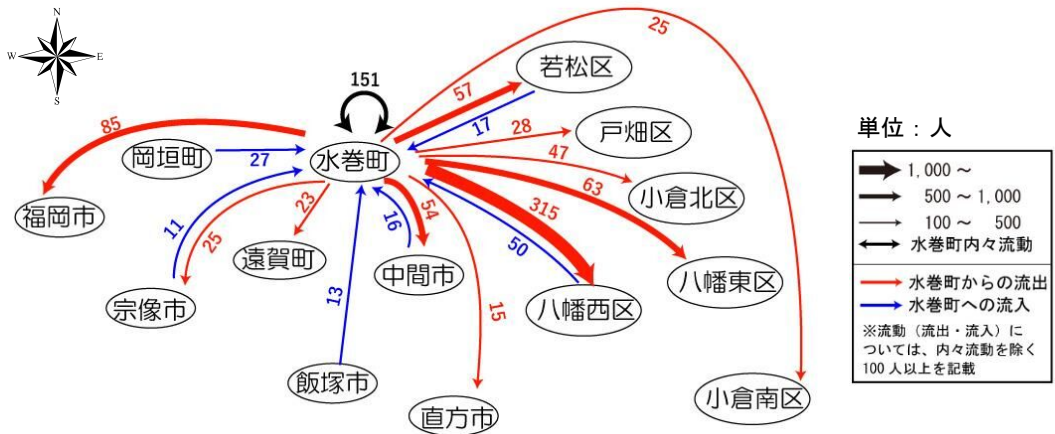 N
W
E
S
25
151
57
若松区
17
85
28
戸畑区
単位：人
岡垣町
27
水巻町
47
小倉北区
1,000 ～
500 ～ 1,000
100 ～ 500
水巻町内々流動
福岡市
11
25
23
54
16
315
63
50
遠賀町
中間市
八幡東区
水巻町からの流出
水巻町への流入
宗像市
13
15
八幡西区
※流動（流出・流入）に
ついては、内々流動を除く
100 人以上を記載
飯塚市
直方市
小倉南区